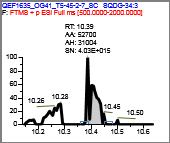 QEF1635_OG41_T5-45-2-7_SC SQDG-34:3
F: FTMS + p ESI Full ms [500.0000-2000.0000]
RT: 10.39
AA: 52700
AH: 31004
SN: 4.03E+015
100
80
60
40
20
0
10.26
10.28
10.45
10.50
10.2
10.3
10.4
10.5
10.6